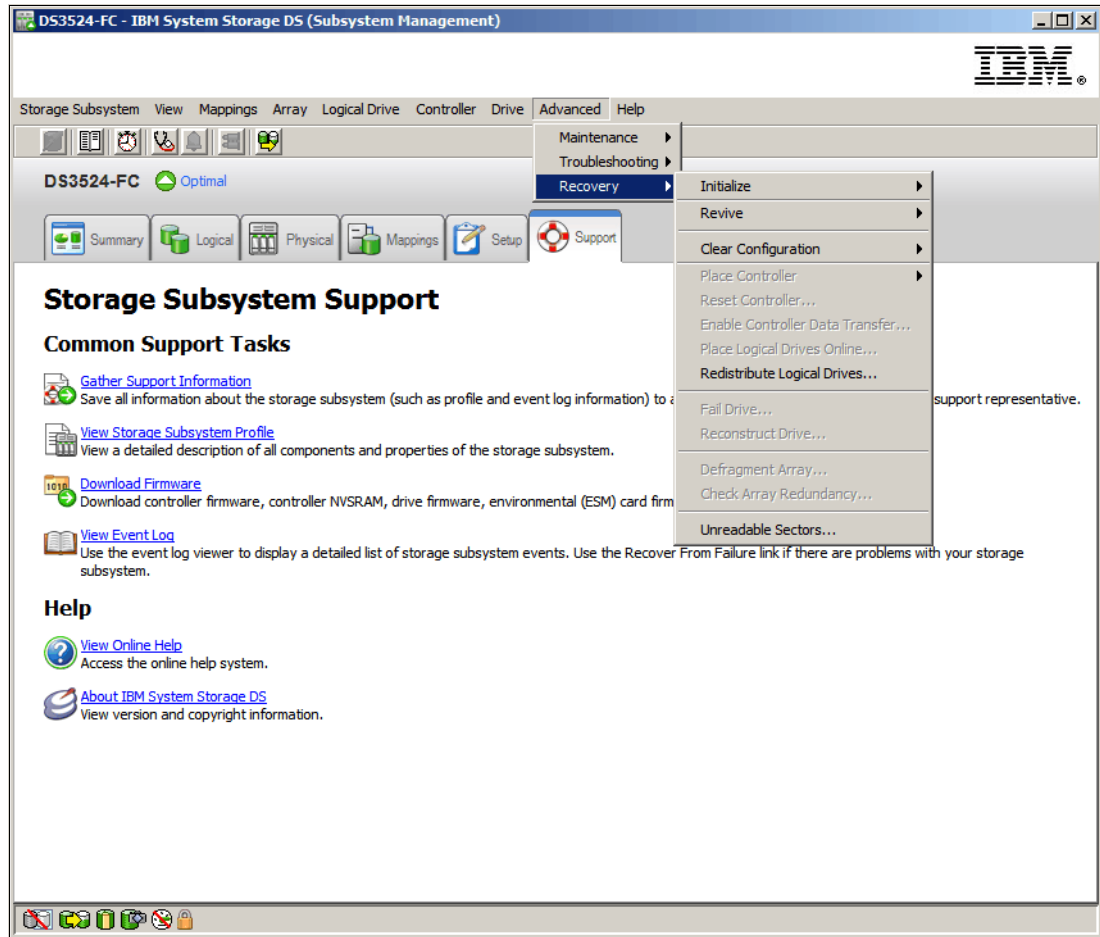 DS3524-FC - IBM System Storage DS (Subsystem Management)
IBM®
Storage Subsystem View Mappings Array Logical Drive Controller Drive Advanced Help
Maintenance
Troubleshooting
Recovery
Initialize
Revive
Clear Configuration
Place Controller
Reset Controller...
Enable Controller Data Transfer...
Place Logical Drives Online...
Redistribute Logical Drives...
Fail Drive...
Reconstruct Drive...
Defragment Array...
Check Array Redundancy...
Unreadable Sectors...
DS3524-FC Optimal
Summary Logical Physical Mappings Setup Support
Storage Subsystem Support
Common Support Tasks
Gather Support Information
Save all information about the storage subsystem (such as profile and event log information) to a support representative.
View Storage Subsystem Profile
View a detailed description of all components and properties of the storage subsystem.
1010
Download Firmware
Download controller firmware, controller NVSRAM, drive firmware, environmental (ESM) card firm
View Event Log
Use the event log viewer to display a detailed list of storage subsystem events. Use the Recover From Failure link if there are problems with your storage
subsystem.
Help
View Online Help
Access the online help system.
About IBM System Storage DS
View version and copyright information.